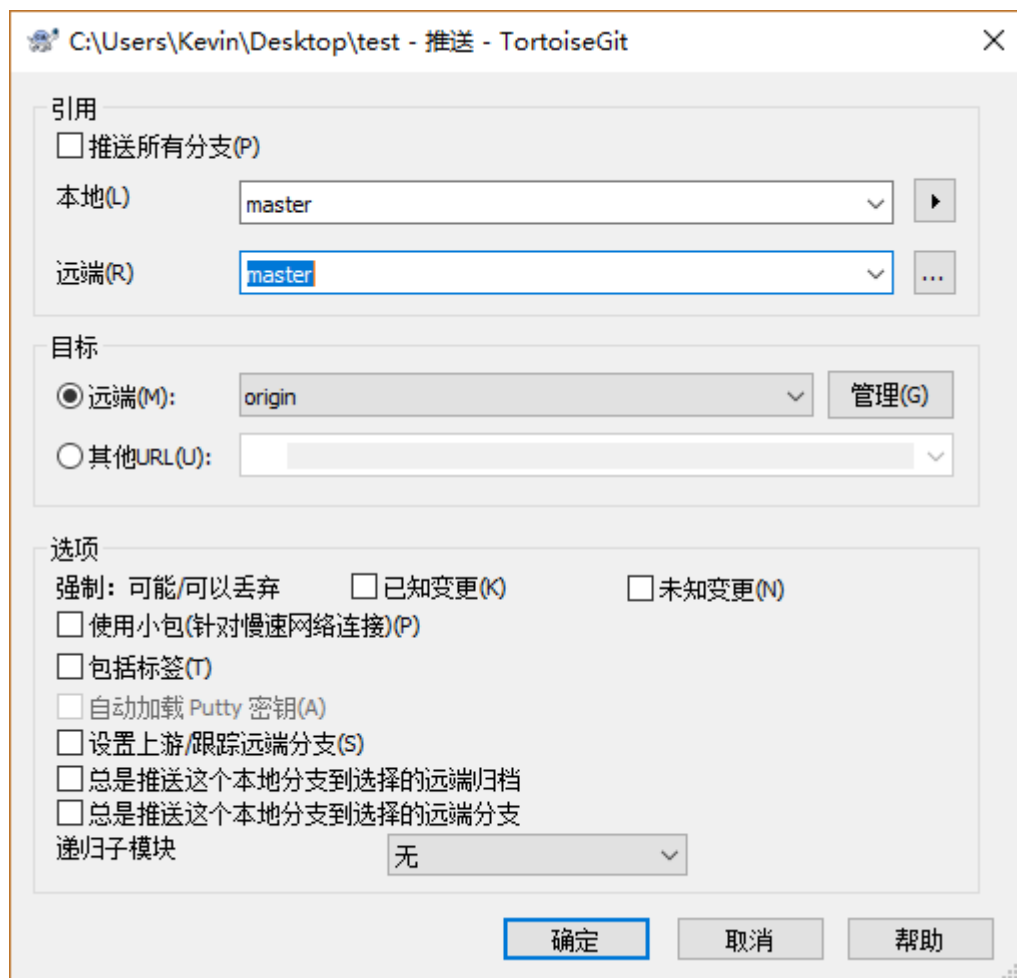 C:\Users\Kevin\Desktop\test - 推送 - TortoiseGit
引用
推送所有分支(P)
本地(L) master
远端(R) master ...
目标
远端(M): origin 管理(G)
其他URL(U):
选项
强制：可能/可以丢弃 已知变更(K) 未知变更(N)
使用小包(针对慢速网络连接)(P)
包括标签(T)
自动加载 Putty 密钥(A)
设置上游/跟踪远端分支(S)
总是推送这个本地分支到选择的远端归档
总是推送这个本地分支到选择的远端分支
递归子模块 无
确定 取消 帮助